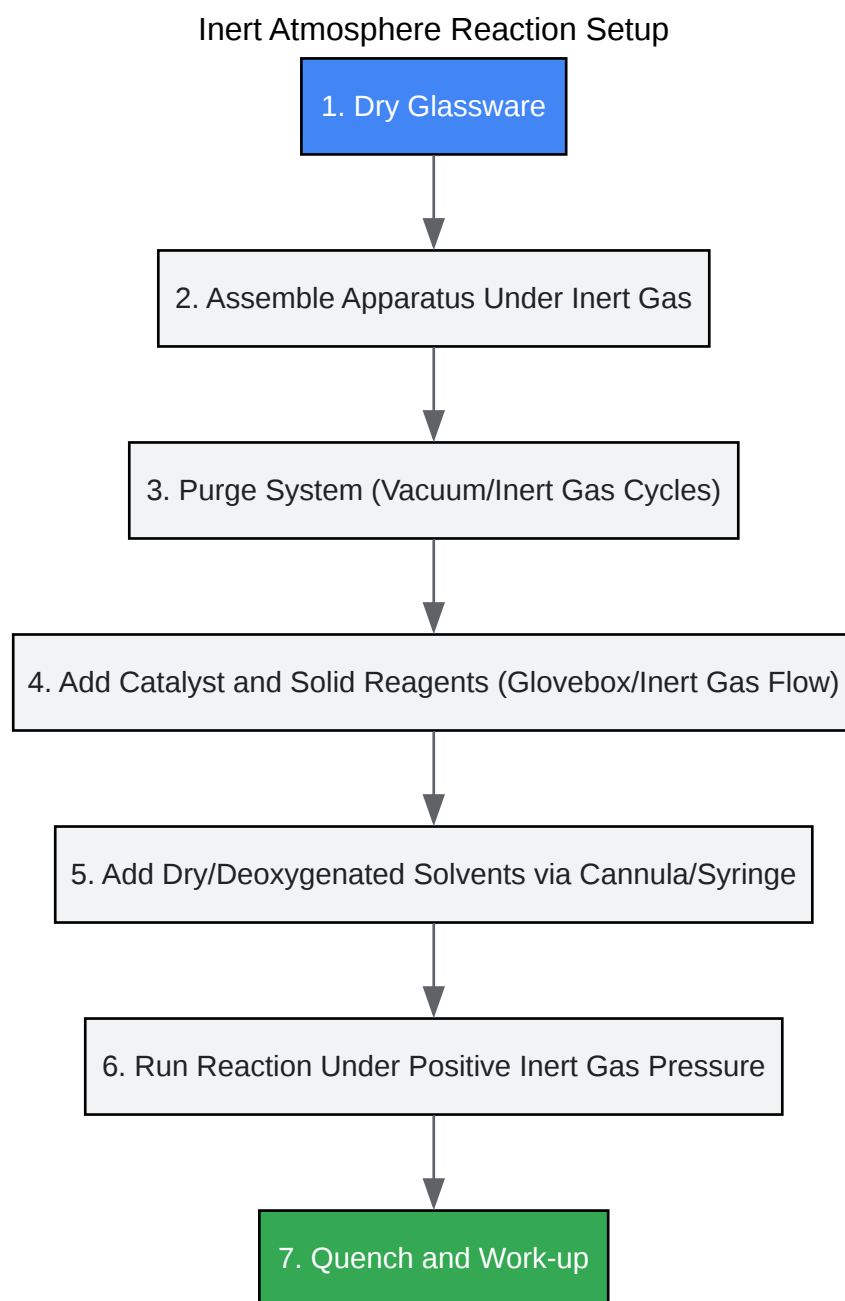 Inert Atmosphere Reaction Setup
1. Dry Glassware
2. Assemble Apparatus Under Inert Gas
3. Purge System (Vacuum/Inert Gas Cycles)
4. Add Catalyst and Solid Reagents (Glovebox/Inert Gas Flow)
5. Add Dry/Deoxygenated Solvents via Cannula/Syringe
6. Run Reaction Under Positive Inert Gas Pressure
7. Quench and Work-up